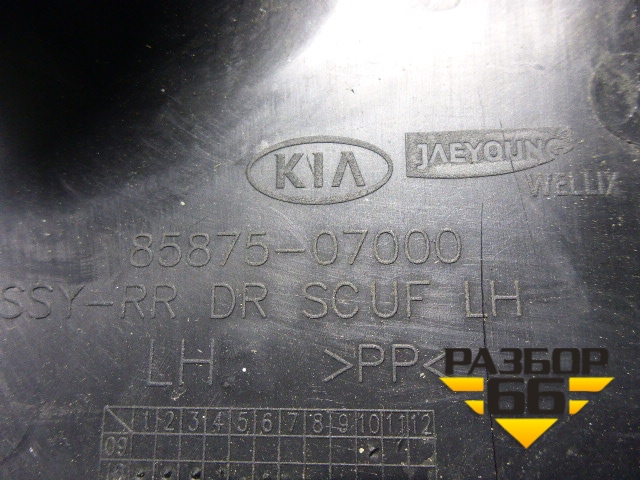 KIA JAEYOUNG
WELLIX
85875-07000
SSY-RR DR SCUF LH
LH >PP<
РАЗБОР
66
1 2 3 4 5 6 7 8 9 10 11 12
09